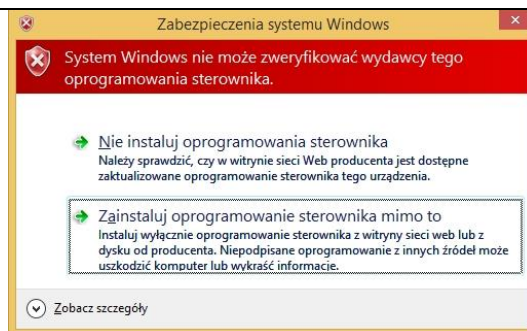 Zabezpieczenia systemu Windows
System Windows nie może zweryfikować wydawcy tego
oprogramowania sterownika.
Nie instaluj oprogramowania sterownika
Należy sprawdzić, czy w witrynie sieci Web producenta jest dostępne
zaktualizowane oprogramowanie sterownika tego urządzenia.
Zainstaluj oprogramowanie sterownika mimo to
Instaluj wyłącznie oprogramowanie sterownika z witryny sieci web lub z
dysku od producenta. Niepodpisane oprogramowanie z innych źródeł może
uszkodzić komputer lub wykraść informacje.
Zobacz szczegóły